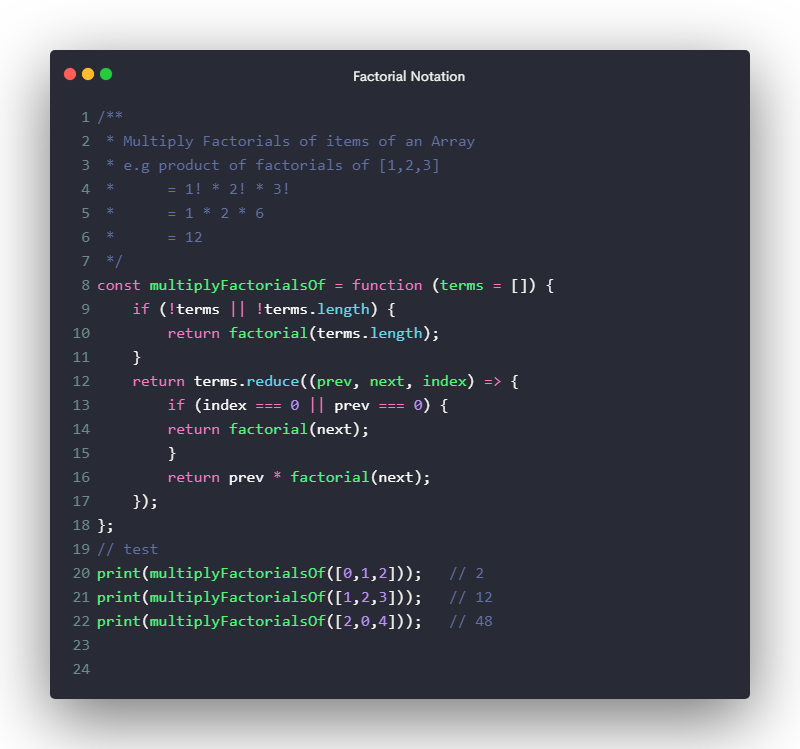 Factorial Notation
1 /**
2  * Multiply Factorials of items of an Array
3  * e.g product of factorials of [1,2,3]
4  *      = 1! * 2! * 3!
5  *      = 1 * 2 * 6
6  *      = 12
7  */
8 const multiplyFactorialsOf = function (terms = []) {
9     if (!terms || !terms.length) {
10         return factorial(terms.length);
11     }
12     return terms.reduce((prev, next, index) => {
13         if (index === 0 || prev === 0) {
14         return factorial(next);
15         }
16         return prev * factorial(next);
17     });
18 };
19 // test
20 print(multiplyFactorialsOf([0,1,2]));   // 2
21 print(multiplyFactorialsOf([1,2,3]));   // 12
22 print(multiplyFactorialsOf([2,0,4]));   // 48
23
24